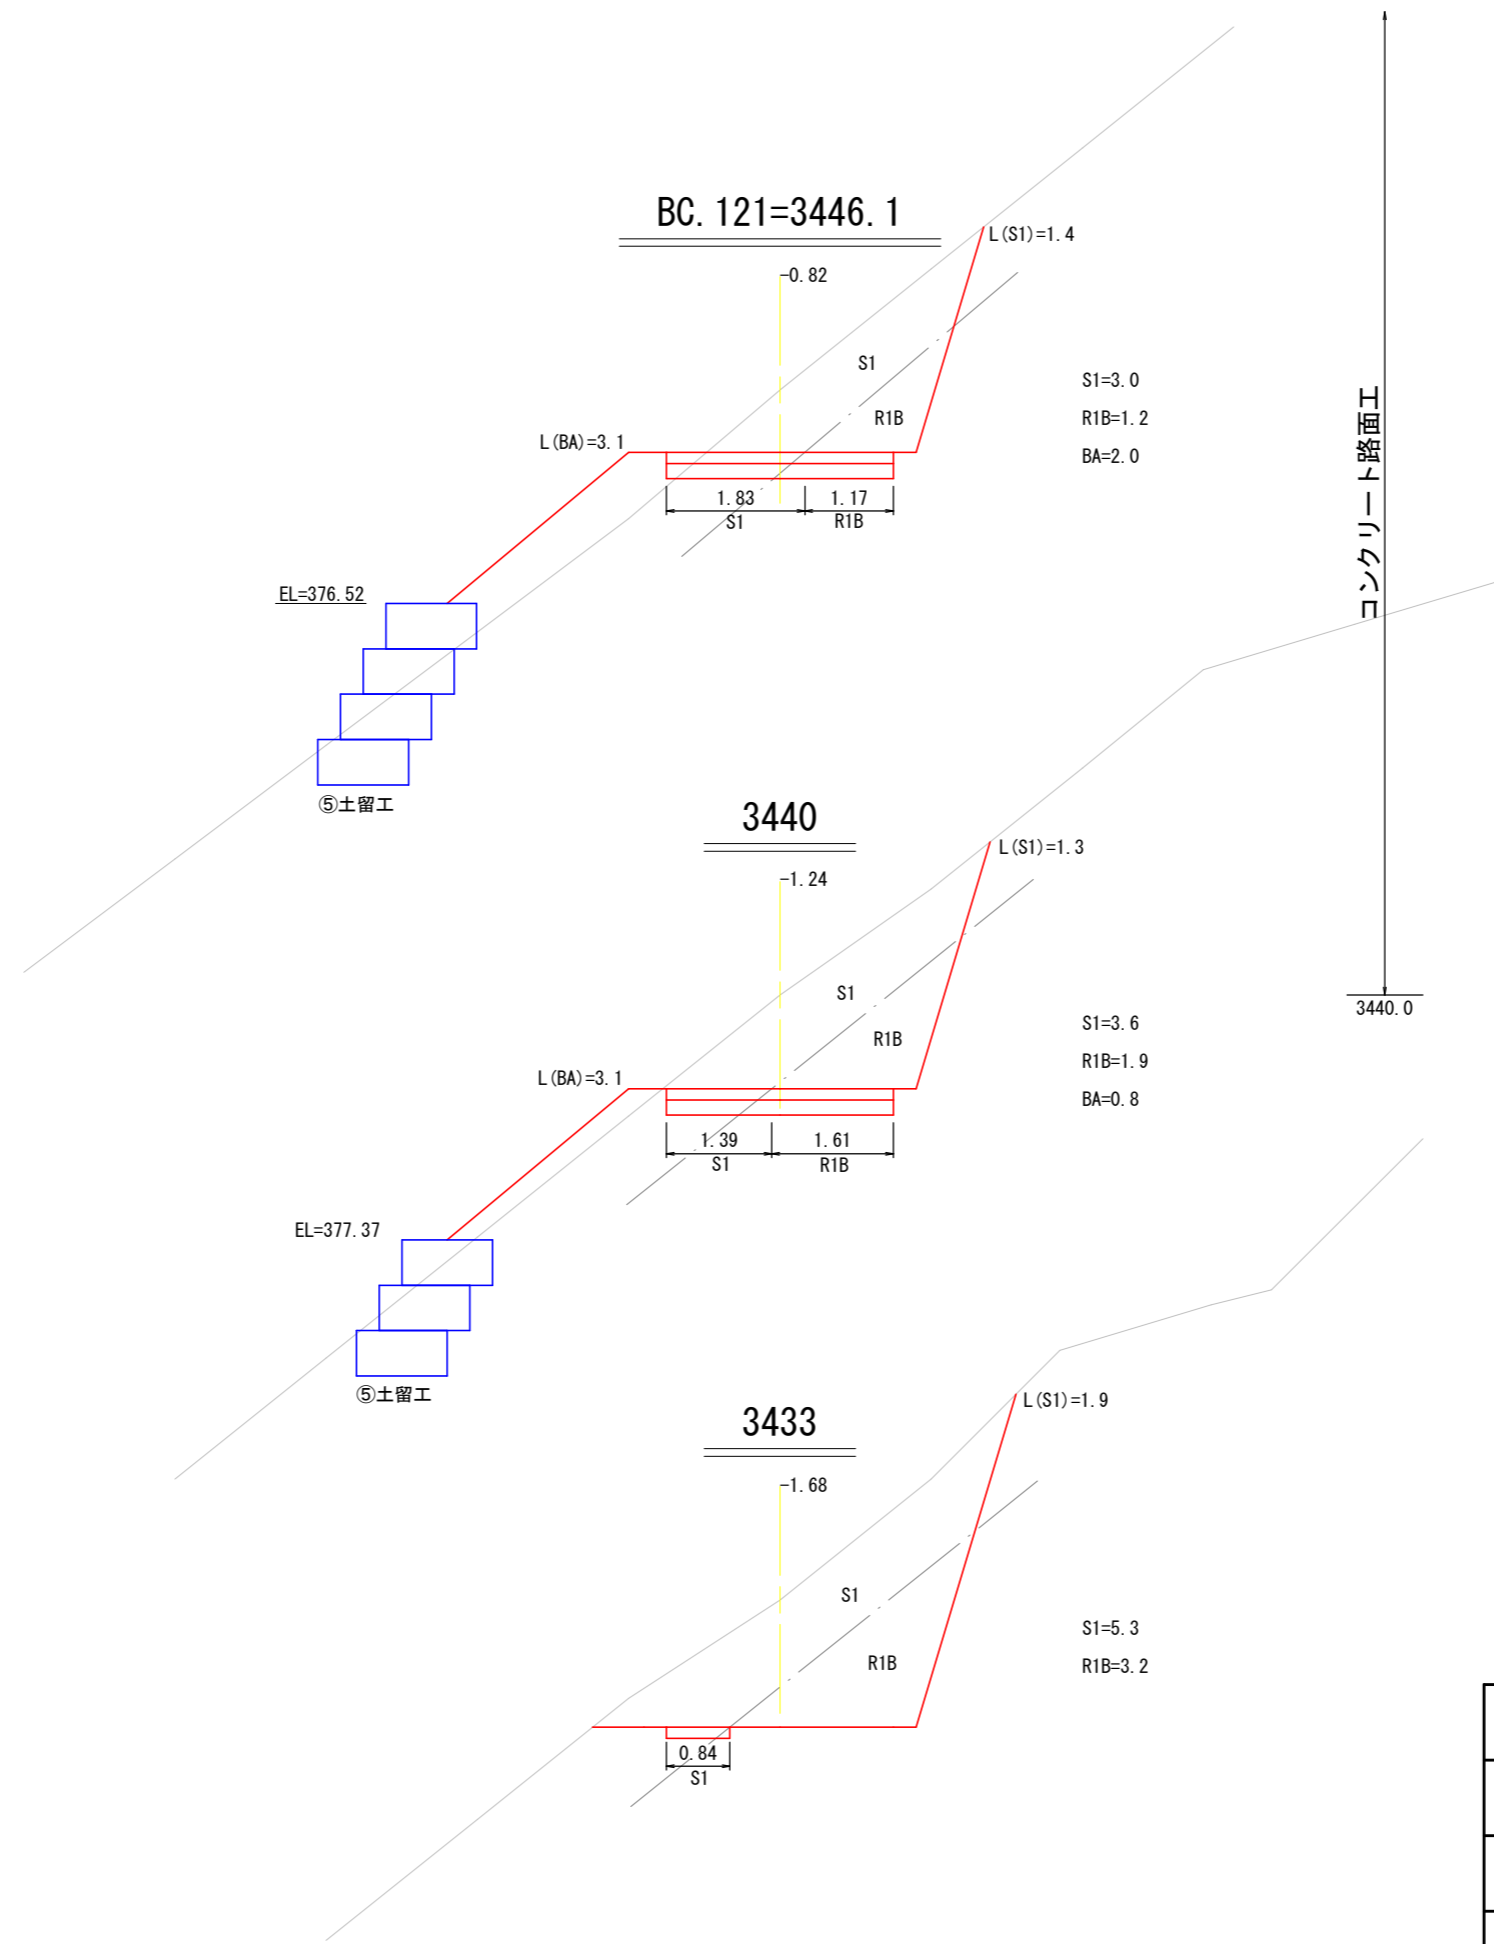 BC.121=3446.1
L(S1)=1.4
-0.82
S1
R1B
S1=3.0
R1B=1.2
BA=2.0
L(BA)=3.1
1.83
1.17
S1
R1B
EL=376.52
⑤土留工
コンクリート路面工
3440.0
3440
L(S1)=1.3
-1.24
S1
R1B
S1=3.6
R1B=1.9
BA=0.8
L(BA)=3.1
1.39
1.61
S1
R1B
EL=377.37
⑤土留工
3433
L(S1)=1.9
-1.68
S1
R1B
S1=5.3
R1B=3.2
0.84
S1